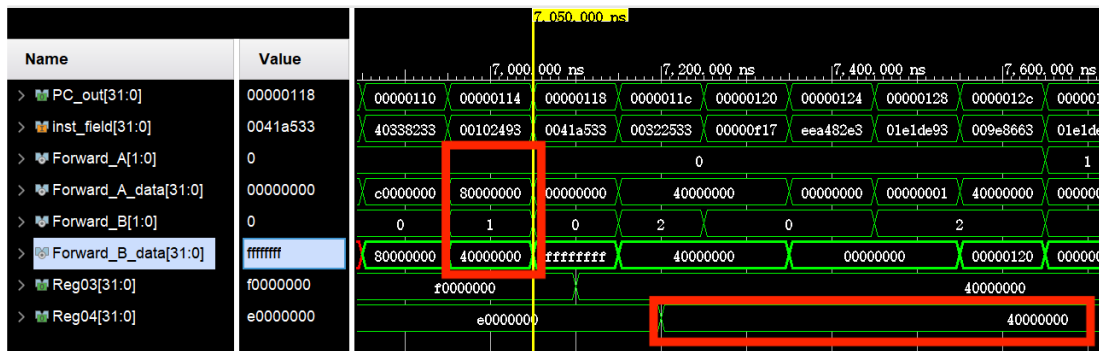 7,050.000 ns
Name Value
7,000.000 ns 7,200.000 ns 7,400.000 ns 7,600.000 ns
PC_out[31:0] 00000118 00000110 00000114 00000118 0000011c 00000120 00000124 00000128 0000012c 000001
inst_field[31:0] 0041a533 40338233 00102493 0041a533 00322533 00000f17 eea482e3 01e1de93 009e8663 01e1de
Forward_A[1:0] 0 0 1
Forward_A_data[31:0] 00000000 c0000000 80000000 00000000 40000000 00000000 00000001 40000000 000000
Forward_B[1:0] 0 0 1 0 2 0 2
Forward_B_data[31:0] ffffffff 80000000 40000000 ffffffff 40000000 00000000 00000120 000000
Reg03[31:0] f0000000 f0000000 40000000
Reg04[31:0] e0000000 e0000000 40000000